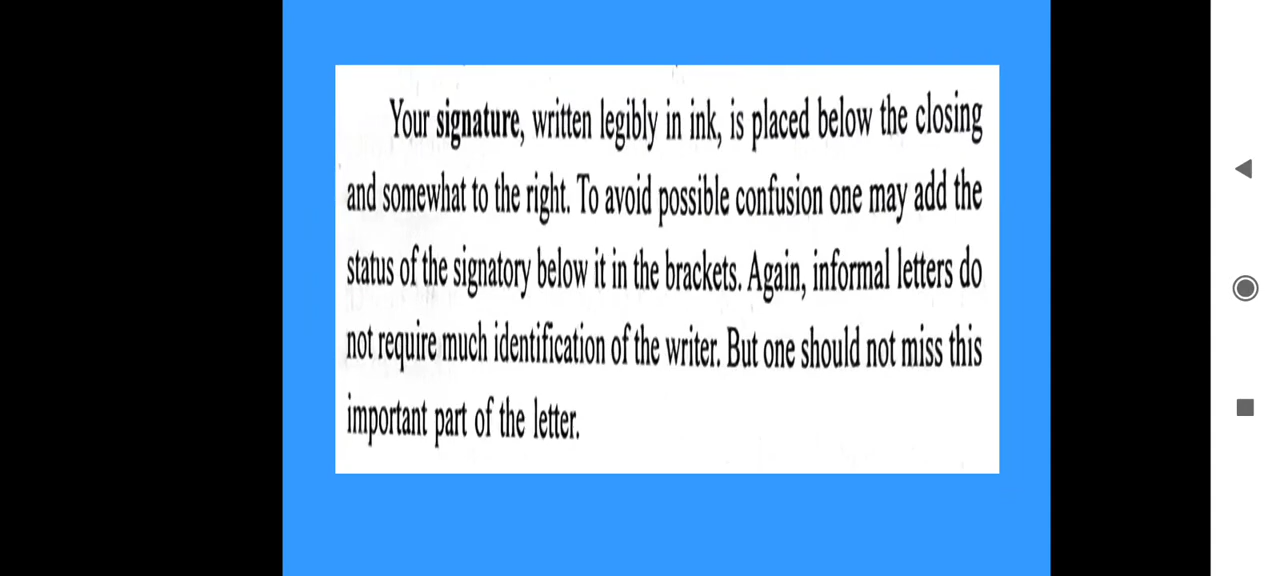 Your signature, written legibly in ink, is placed below the closing
and somewhat to the right. To avoid possible confusion one may add the
status of the signatory below it in the brackets. Again, informal letters do
not require much identification of the writer. But one should not miss this
important part of the letter.